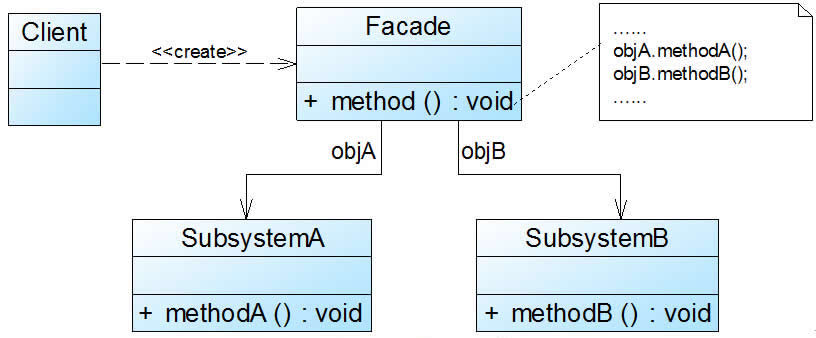 Client
<<create>>
Facade
+ method () : void
......
objA.methodA();
objB.methodB();
......
objA
objB
SubsystemA
+ methodA () : void
SubsystemB
+ methodB () : void